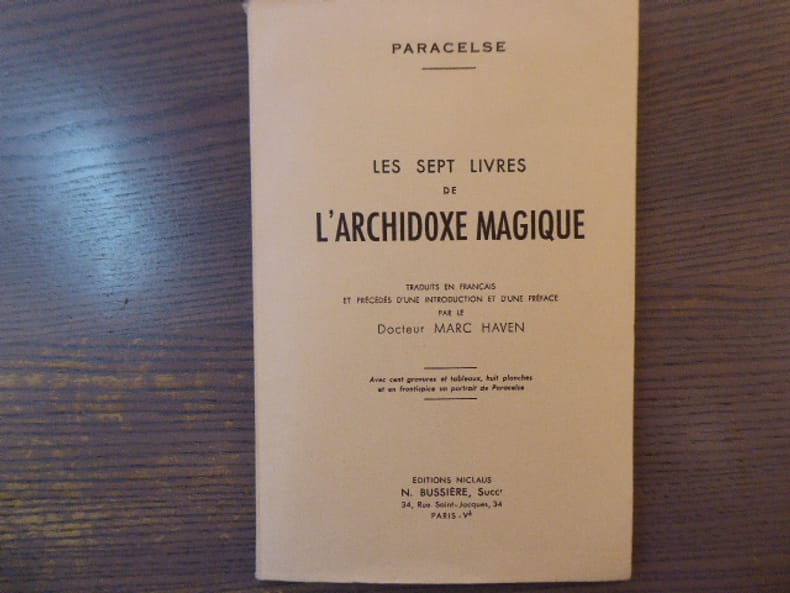 PARACELSE
LES SEPT LIVRES
DE
L'ARCHIDOXE MAGIQUE
TRADUITS EN FRANÇAIS
ET PRÉCÉDÉS D'UNE INTRODUCTION ET D'UNE PRÉFACE
PAR LE
Docteur MARC HAVEN
Avec cent gravures et tableaux, huit planches
et en frontispice un portrait de Paracelse
EDITIONS NICLAUS
N. BUSSIÈRE, Succr
34, Rue Saint-Jacques, 34
PARIS-Ve